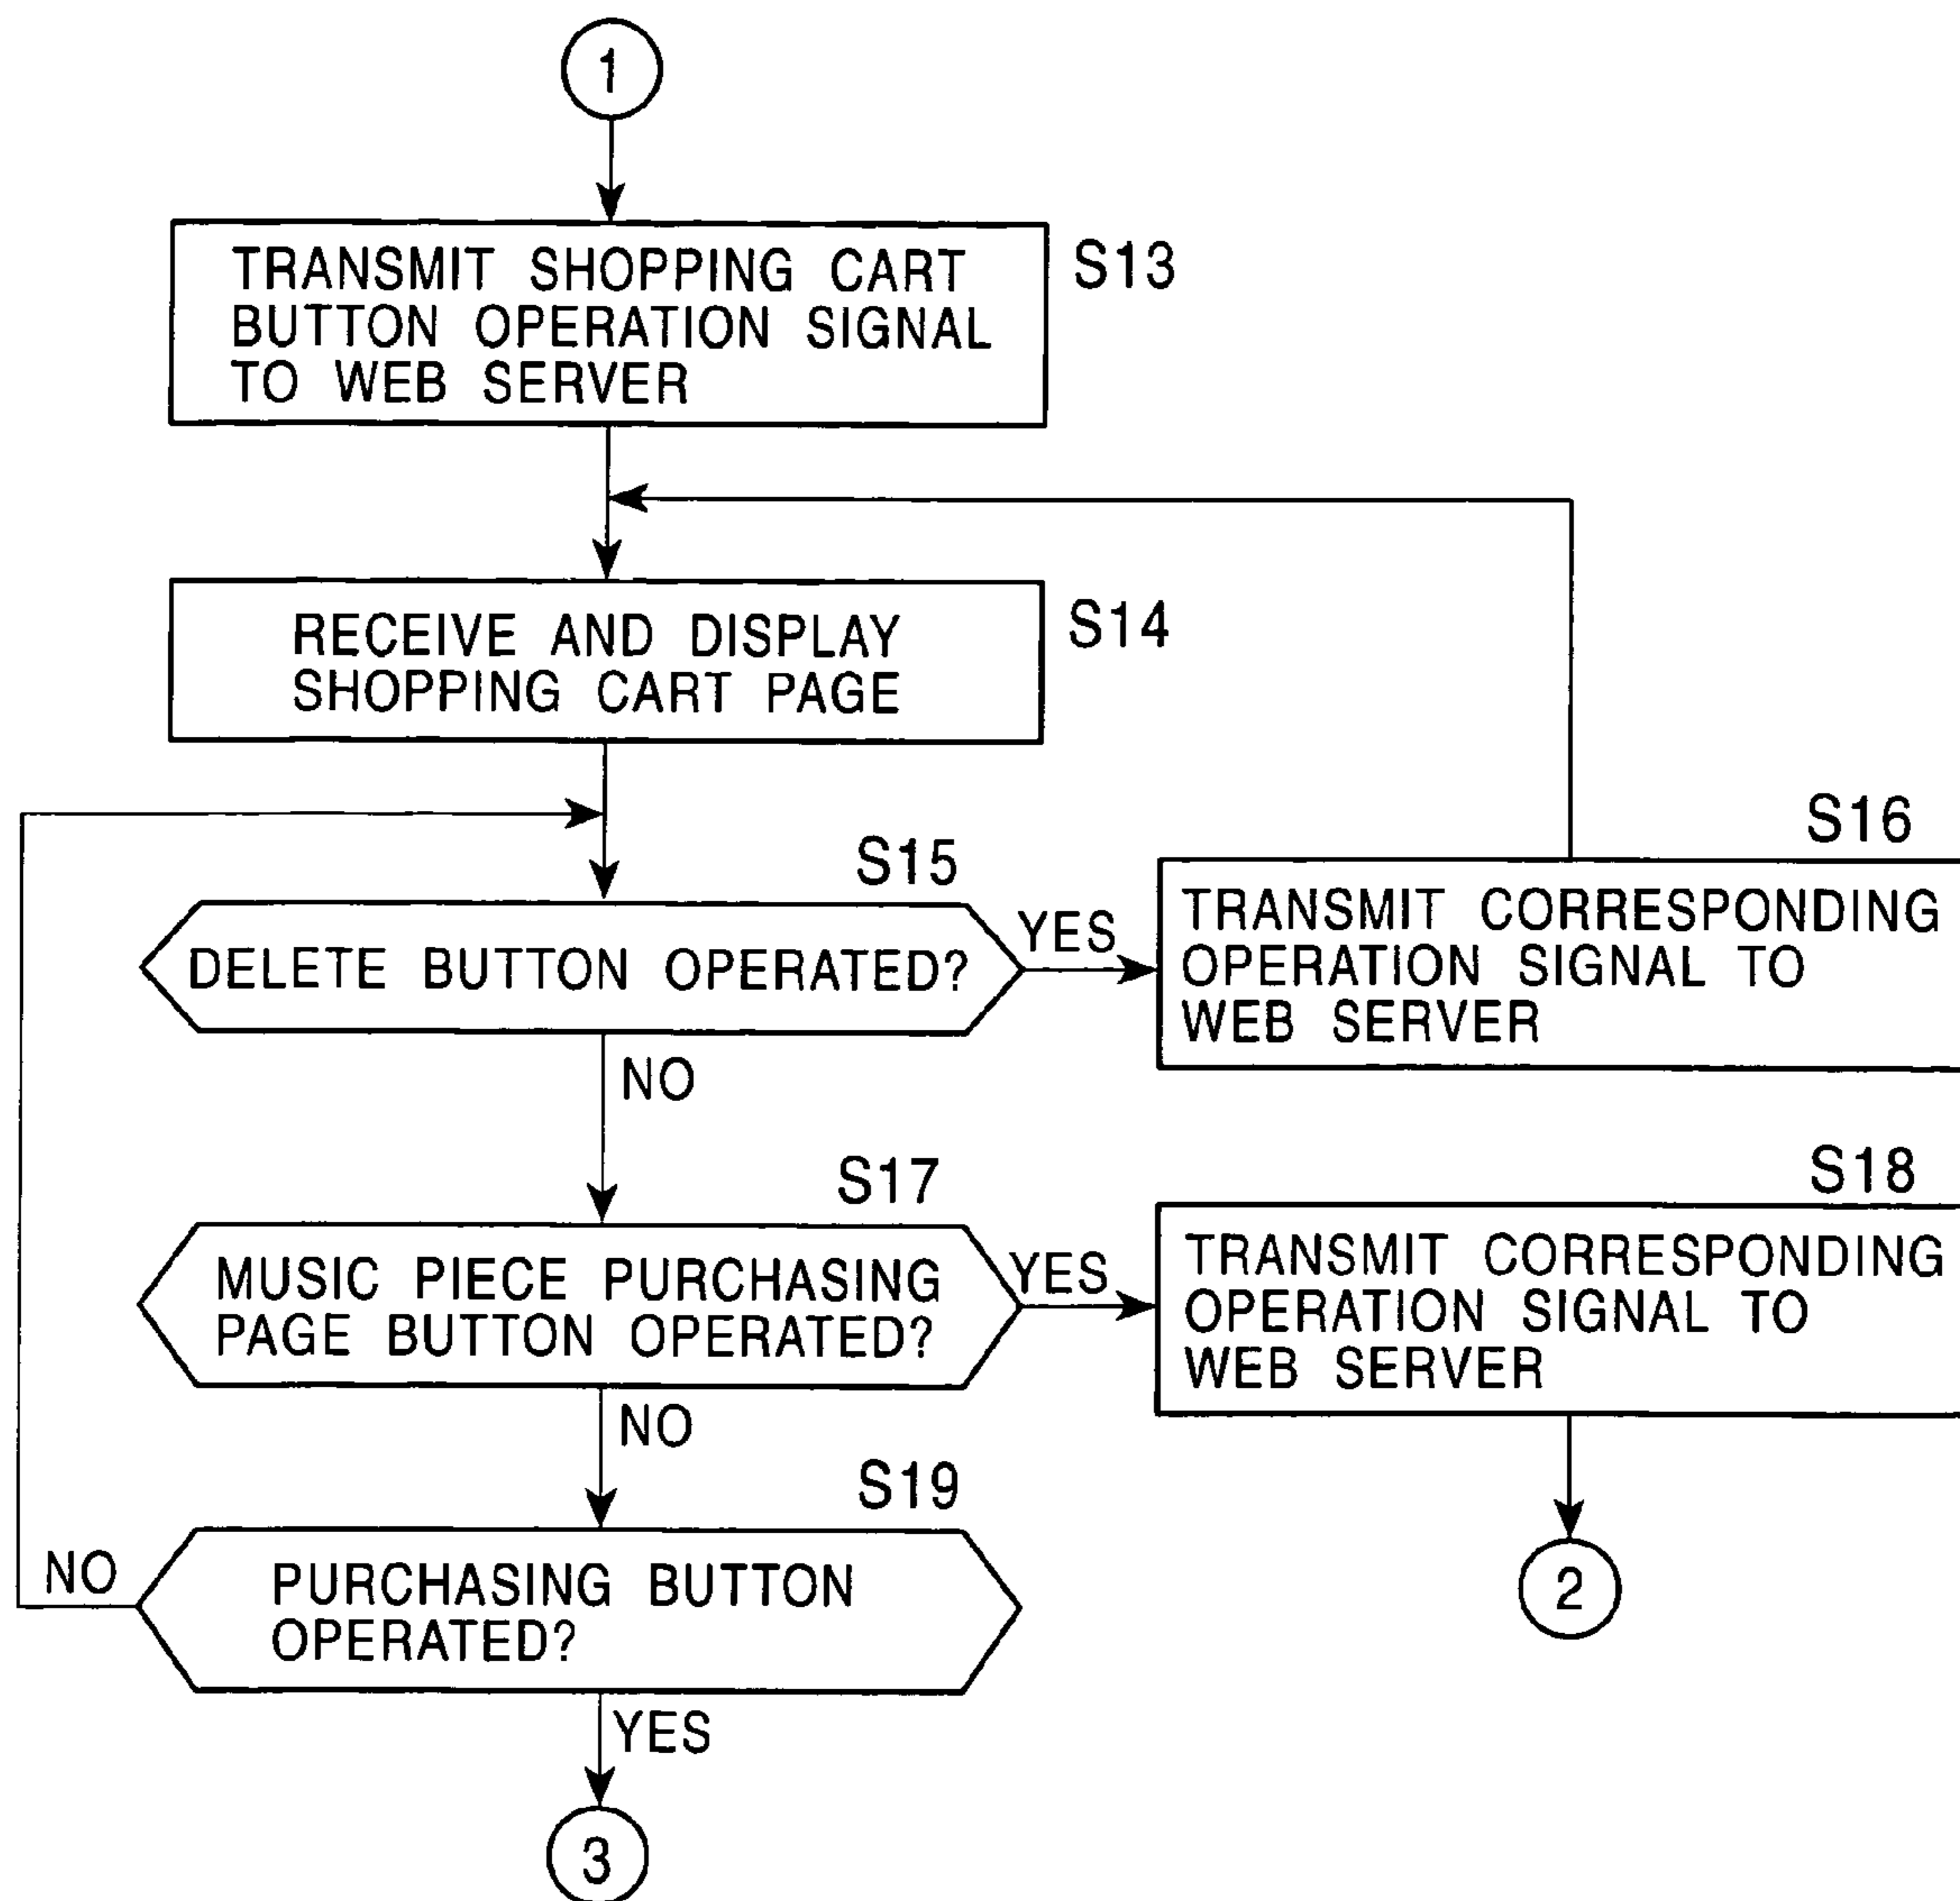 1
TRANSMIT SHOPPING CART
BUTTON OPERATION SIGNAL
TO WEB SERVER
S13
RECEIVE AND DISPLAY
SHOPPING CART PAGE
S14
S15
DELETE BUTTON OPERATED?
YES
S16
TRANSMIT CORRESPONDING
OPERATION SIGNAL TO
WEB SERVER
NO
S17
MUSIC PIECE PURCHASING
PAGE BUTTON OPERATED?
YES
S18
TRANSMIT CORRESPONDING
OPERATION SIGNAL TO
WEB SERVER
NO
2
S19
PURCHASING BUTTON
OPERATED?
NO
YES
3